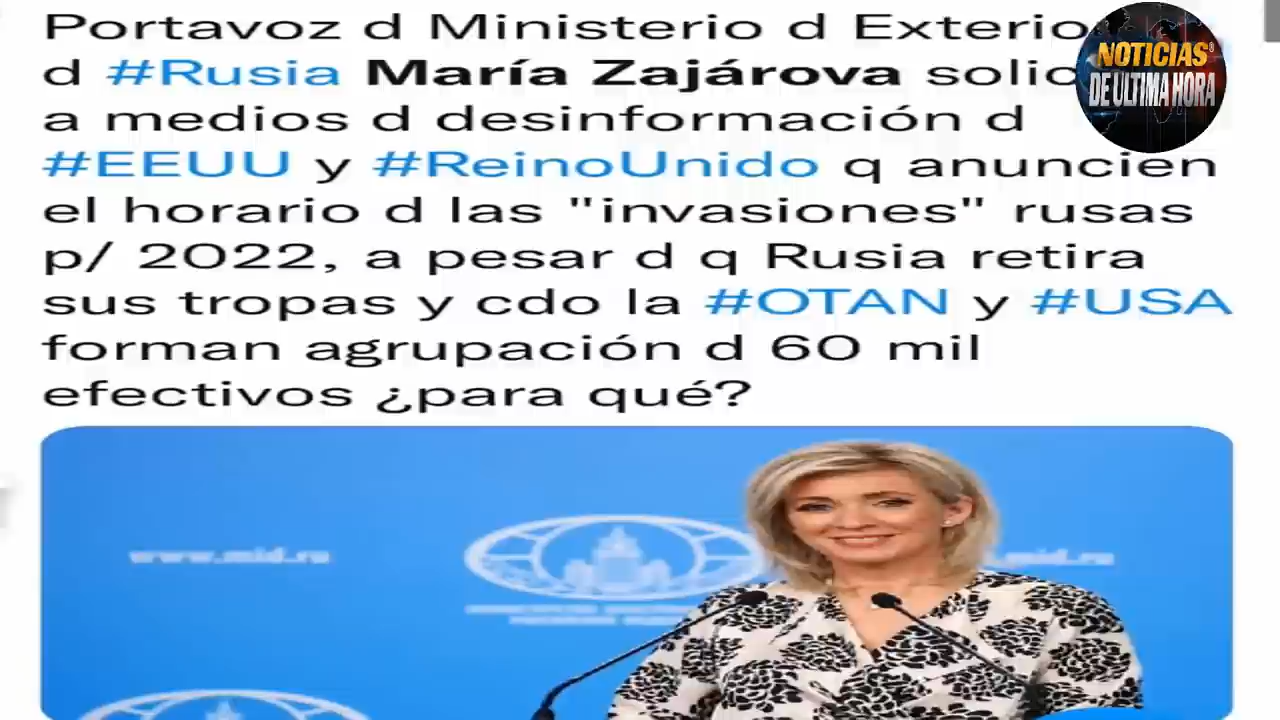 Portavoz d Ministerio d Exterio
d #Rusia María Zajárova solic
a medios d desinformación d
#EEUU y #ReinoUnido q anuncien
el horario d las "invasiones" rusas
p/ 2022, a pesar d q Rusia retira
sus tropas y cdo la #OTAN y #USA
forman agrupación d 60 mil
efectivos ¿para qué?
NOTICIAS®
DE ULTIMA HORA
www.mid.ru
mid.ru